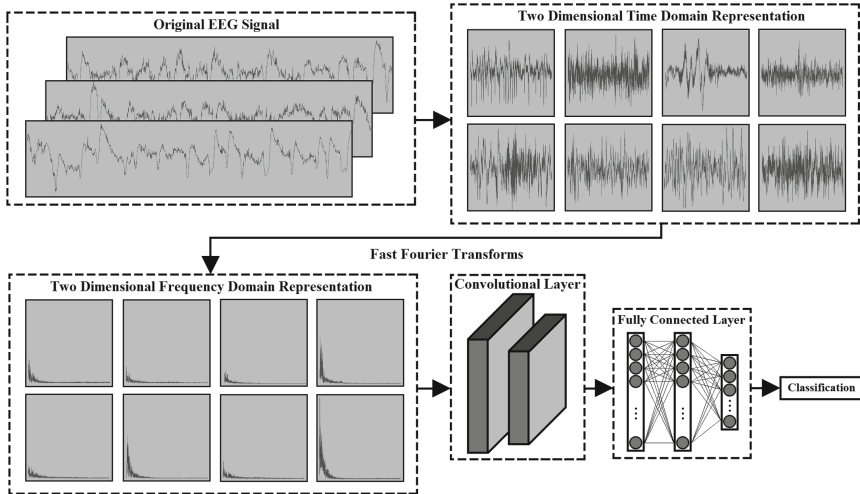 Original EEG Signal
Two Dimensional Time Domain Representation
Fast Fourier Transforms
Two Dimensional Frequency Domain Representation
Convolutional Layer
Fully Connected Layer
Classification